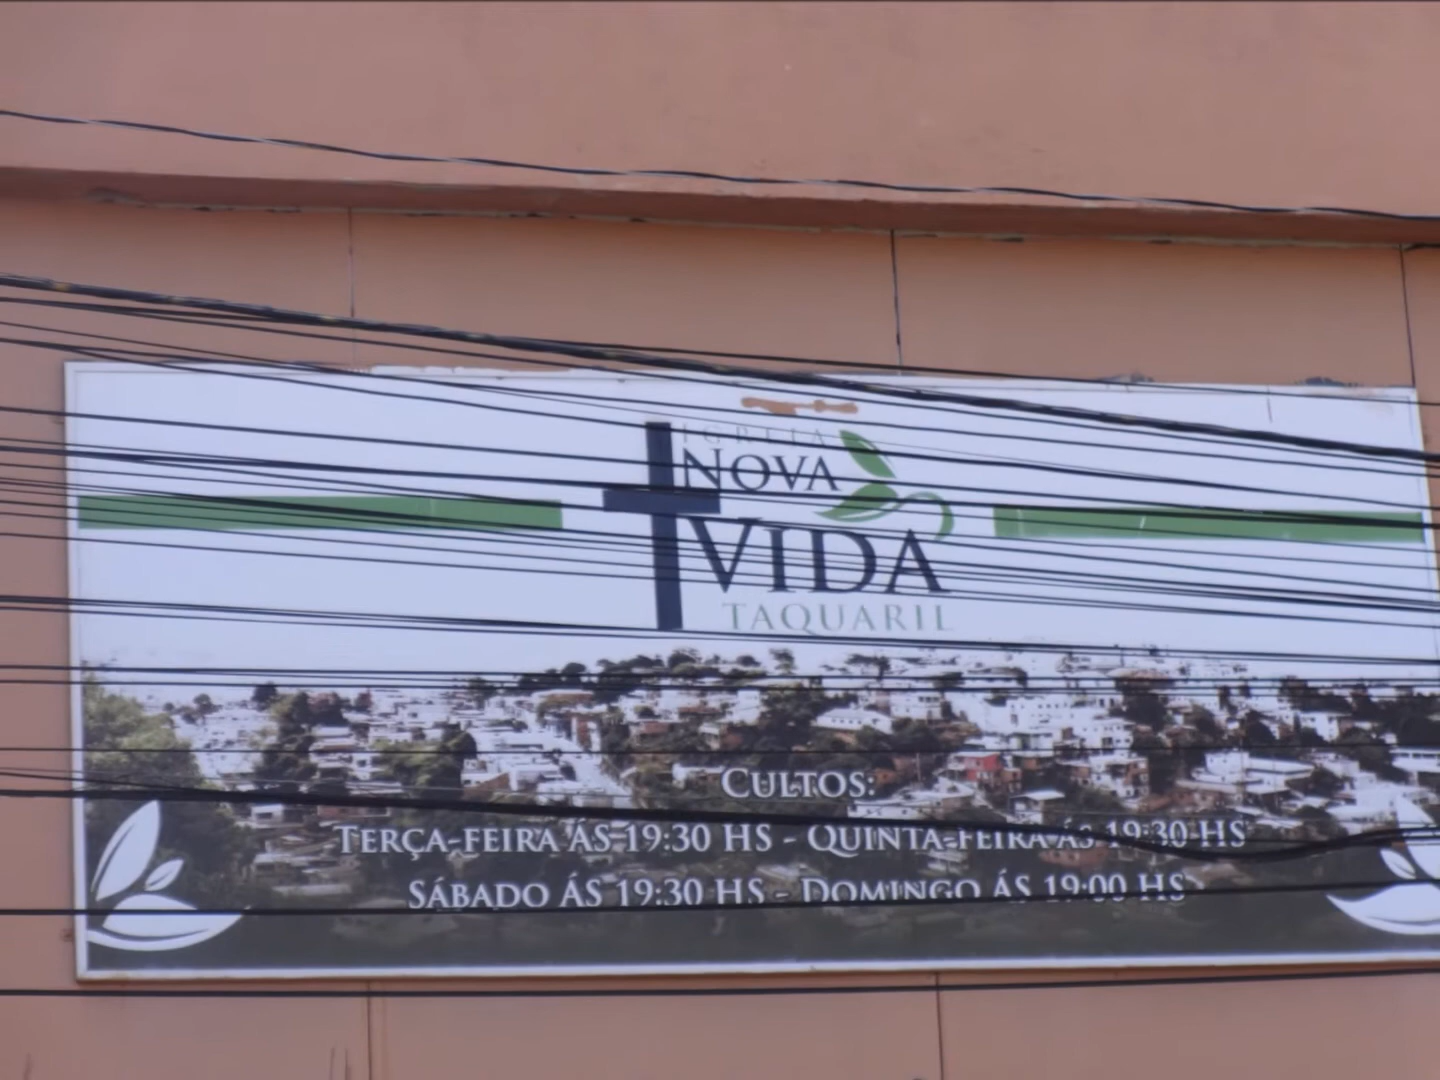 IGREJA
NOVA
VIDA
TAQUARIL
CULTOS:
TERÇA-FEIRA ÁS 19:30 HS - QUINTA-FEIRA ÁS 19:30 HS
SÁBADO ÁS 19:30 HS - DOMINGO ÁS 19:00 HS